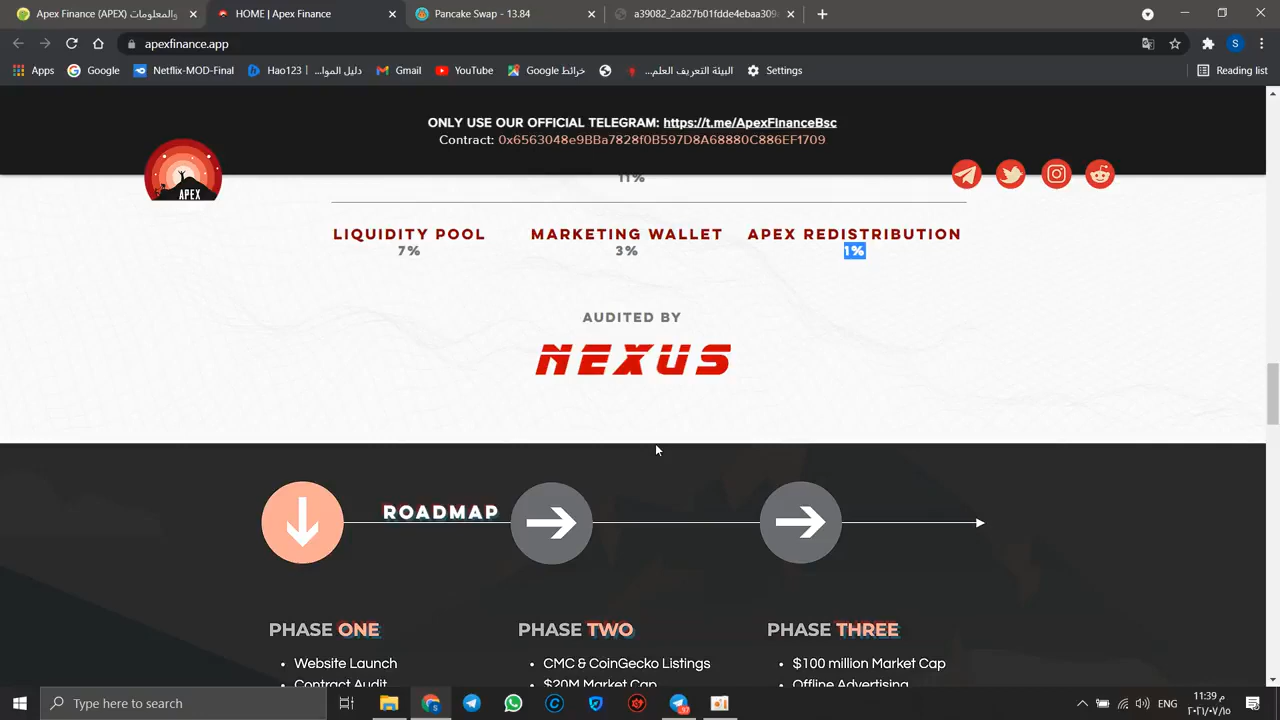 Apex Finance (APEX) والمعلومات
HOME | Apex Finance
Pancake Swap - 13.84
a39082_2a827b01fdde4ebaa309
apexfinance.app
Apps
Google
Netflix-MOD-Final
Hao123 | دليل الموا...
Gmail
YouTube
خرائط Google
البيئة التعريف العلم...
Settings
Reading list
ONLY USE OUR OFFICIAL TELEGRAM: https://t.me/ApexFinanceBsc
Contract: 0x6563048e9BBa7828f0B597D8A68880C886EF1709
APEX
11%
LIQUIDITY POOL MARKETING WALLET APEX REDISTRIBUTION
7% 3% 1%
AUDITED BY
NEXUS
ROADMAP
PHASE ONE PHASE TWO PHASE THREE
• Website Launch • CMC & CoinGecko Listings • $100 million Market Cap
Contract Audit $20M Market Cap Offline Advertising
Type here to search
ENG
11:39 م